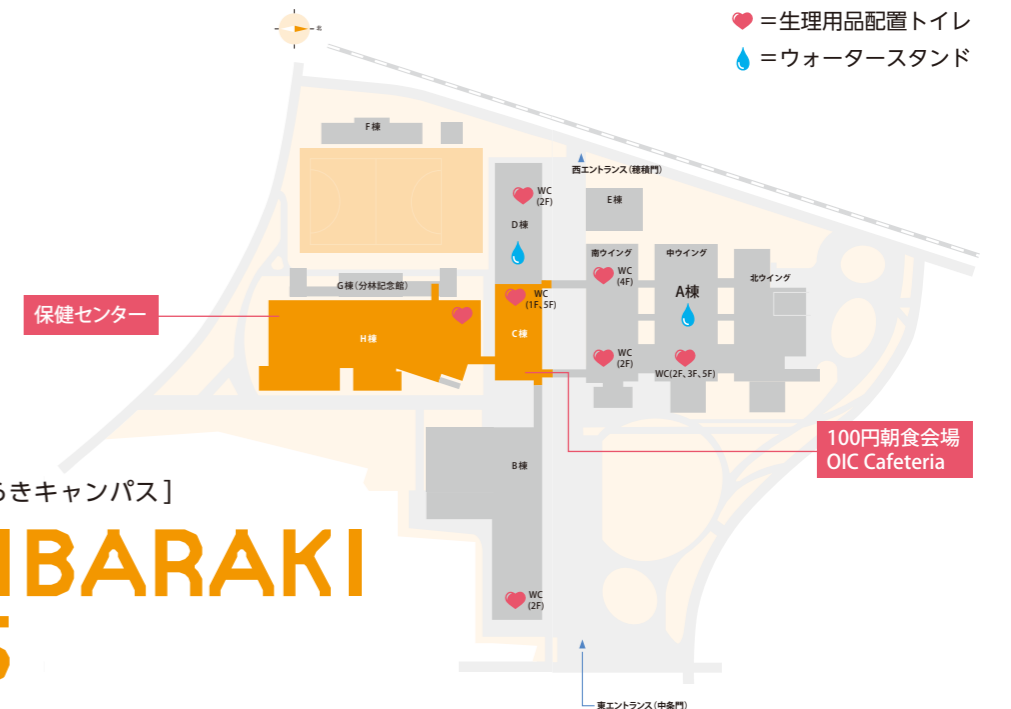 =生理用品配置トイレ
=ウォータースタンド
北
F棟
西エントランス(穂積門)
WC
(2F)
E棟
D棟
南ウイング
中ウイング
北ウイング
WC
(4F)
A棟
G棟(分林記念館)
WC
(1F、5F)
保健センター
H棟
C棟
WC
(2F)
WC(2F、3F、5F)
100円朝食会場
OIC Cafeteria
B棟
らきキャンパス]
IBARAKI
WC
(2F)
東エントランス(中条門)